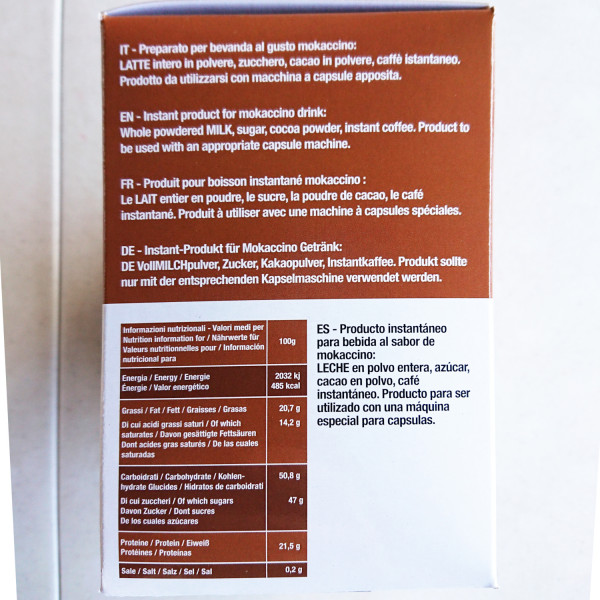 IT - Preparato per bevanda al gusto mokaccino:
LATTE intero in polvere, zucchero, cacao in polvere, caffè istantaneo.
Prodotto da utilizzarsi con macchina a capsule apposita.
EN - Instant product for mokaccino drink:
Whole powdered MILK, sugar, cocoa powder, instant coffee. Product to
be used with an appropriate capsule machine.
FR - Produit pour boisson instantané mokaccino :
Le LAIT entier en poudre, le sucre, la poudre de cacao, le café
instantané. Produit à utiliser avec une machine à capsules spéciales.
DE - Instant-Produkt für Mokaccino Getränk:
DE VollMILCHpulver, Zucker, Kakaopulver, Instantkaffee. Produkt sollte
nur mit der entsprechenden Kapselmaschine verwendet werden.
Informazioni nutrizionali - Valori medi per
Nutrition information for / Nährwerte für
Valeurs nutritionnelles pour / Información
nutricional para
100g
Energia / Energy / Energie
Énergie / Valor energético
2032 kj
485 kcal
Grassi / Fat / Fett / Graisses / Grasas
20,7 g
Di cui acidi grassi saturi / Of which
saturates / Davon gesättigte Fettsäuren
Dont acides gras saturés / De las cuales
saturadas
14,2 g
Carboidrati / Carbohydrate / Kohlen-
hydrate Glucides / Hidratos de carboidrati
50,8 g
Di cui zuccheri / Of which sugars
Davon Zucker / Dont sucres
De los cuales azúcares
47 g
Proteine / Protein / Eiweiß
Protéines / Proteínas
21,5 g
Sale / Salt / Salz / Sel / Sal
0,2 g
ES - Producto instantáneo
para bebida al sabor de
mokaccino:
LECHE en polvo entera, azúcar,
cacao en polvo, café
instantáneo. Producto para ser
utilizado con una máquina
especial para capsulas.